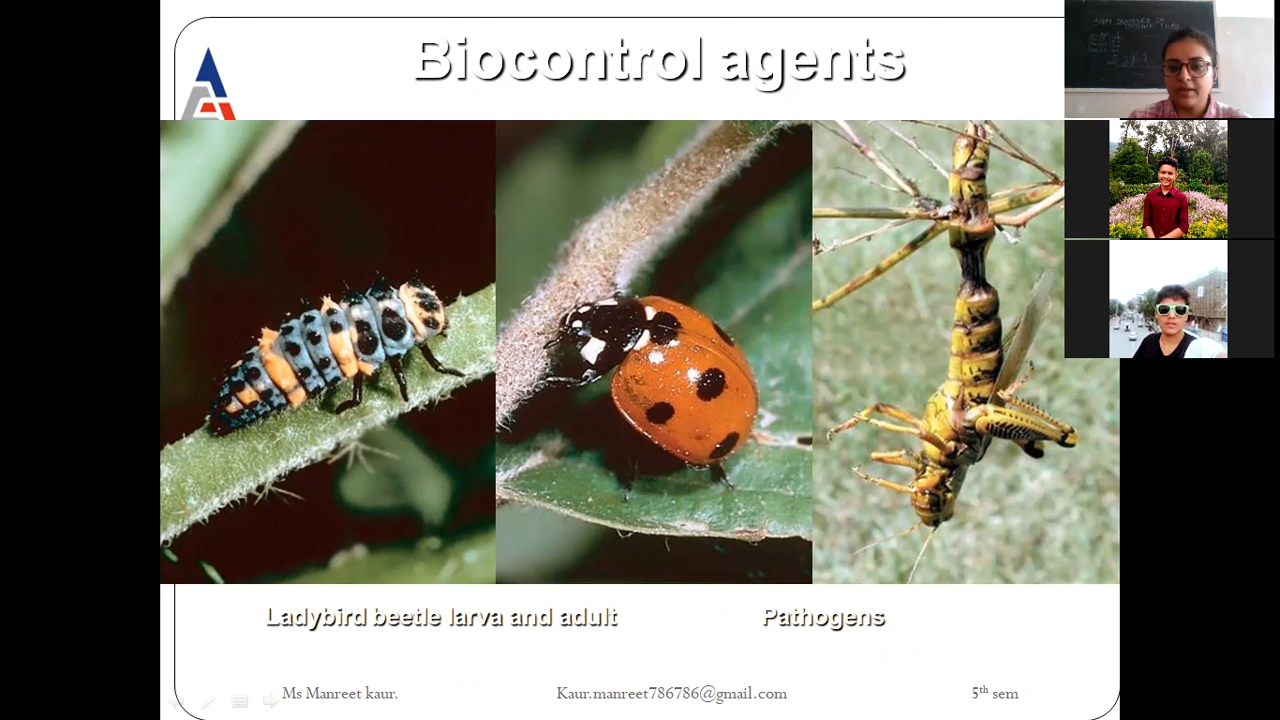 Biocontrol agents
Ladybird beetle larva and adult
Pathogens
Ms Manreet kaur.
Kaur.manreet786786@gmail.com
5th sem